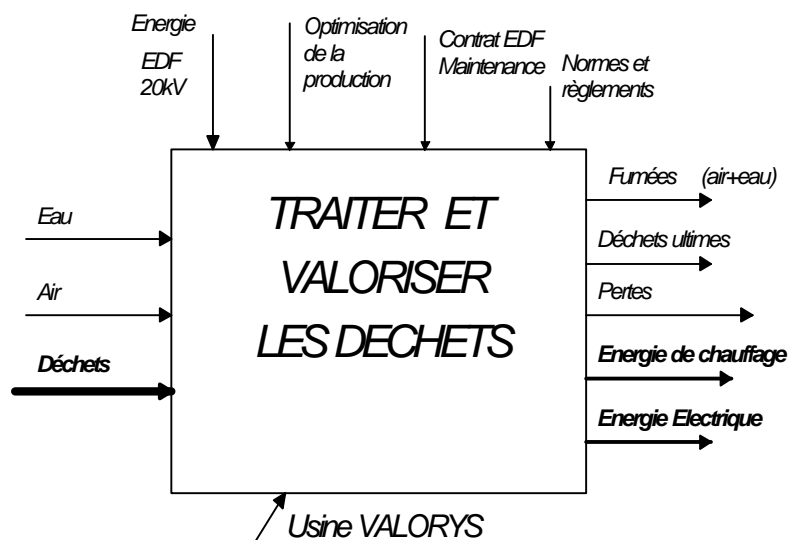 Energie
EDF
20kV
Optimisation
de la
production
Contrat EDF
Maintenance
Normes et
règlements
Eau
Air
Déchets
TRAITER ET
VALORISER
LES DECHETS
Fumées (air+eau)
Déchets ultimes
Pertes
Energie de chauffage
Energie Electrique
Usine VALORYS